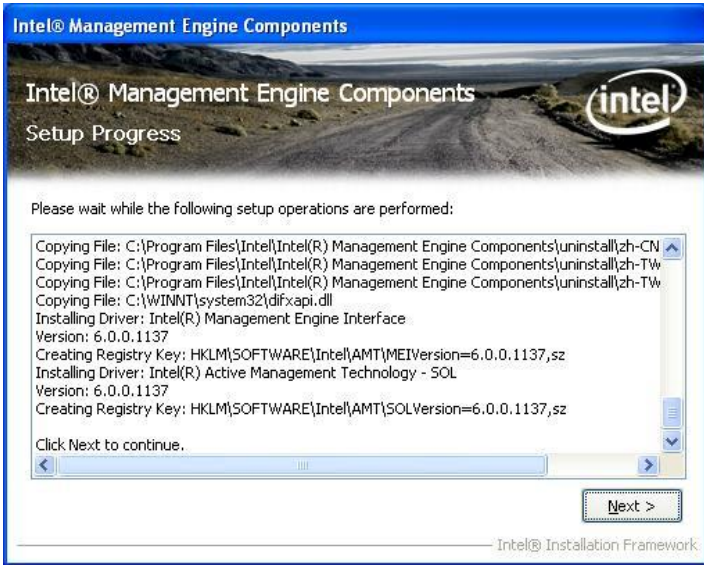 Intel® Management Engine Components
Intel® Management Engine Components
Setup Progress
intel
Please wait while the following setup operations are performed:
Copying File: C:\Program Files\Intel\Intel(R) Management Engine Components\uninstall\zh-CN
Copying File: C:\Program Files\Intel\Intel(R) Management Engine Components\uninstall\zh-TW
Copying File: C:\Program Files\Intel\Intel(R) Management Engine Components\uninstall\zh-TW
Copying File: C:\WINNT\system32\difxapi.dll
Installing Driver: Intel(R) Management Engine Interface
Version: 6.0.0.1137
Creating Registry Key: HKLM\SOFTWARE\Intel\AMT\MEIVersion=6.0.0.1137,sz
Installing Driver: Intel(R) Active Management Technology - SOL
Version: 6.0.0.1137
Creating Registry Key: HKLM\SOFTWARE\Intel\AMT\SOLVersion=6.0.0.1137,sz
Click Next to continue.
Next >
Intel® Installation Framework